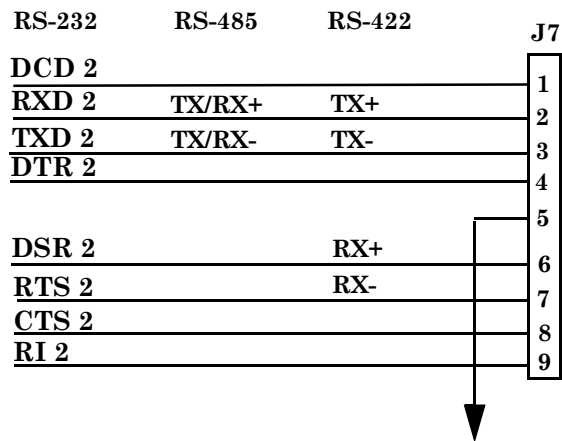 RS-232 RS-485 RS-422
J7
DCD 2 1
RXD 2 TX/RX+ TX+ 2
TXD 2 TX/RX- TX- 3
DTR 2 4
5
DSR 2 RX+ 6
RTS 2 RX- 7
CTS 2 8
RI 2 9